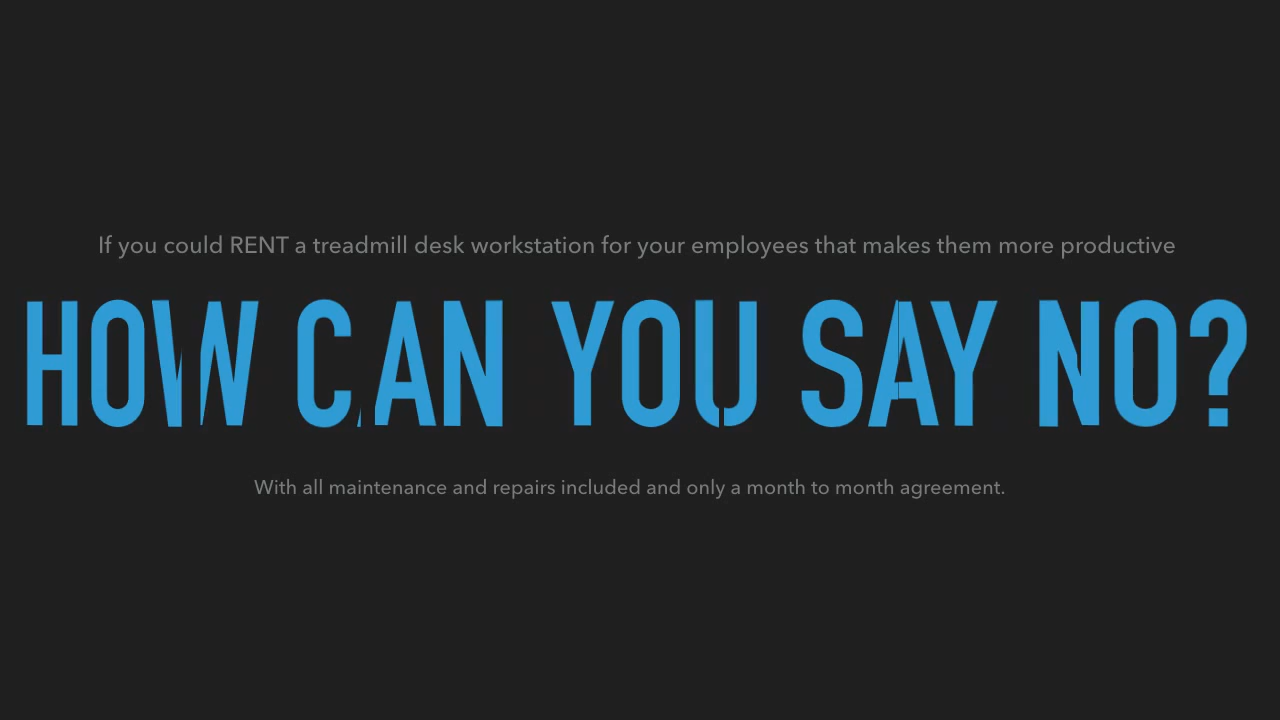 If you could RENT a treadmill desk workstation for your employees that makes them more productive
HOW CAN YOU SAY NO?
With all maintenance and repairs included and only a month to month agreement.